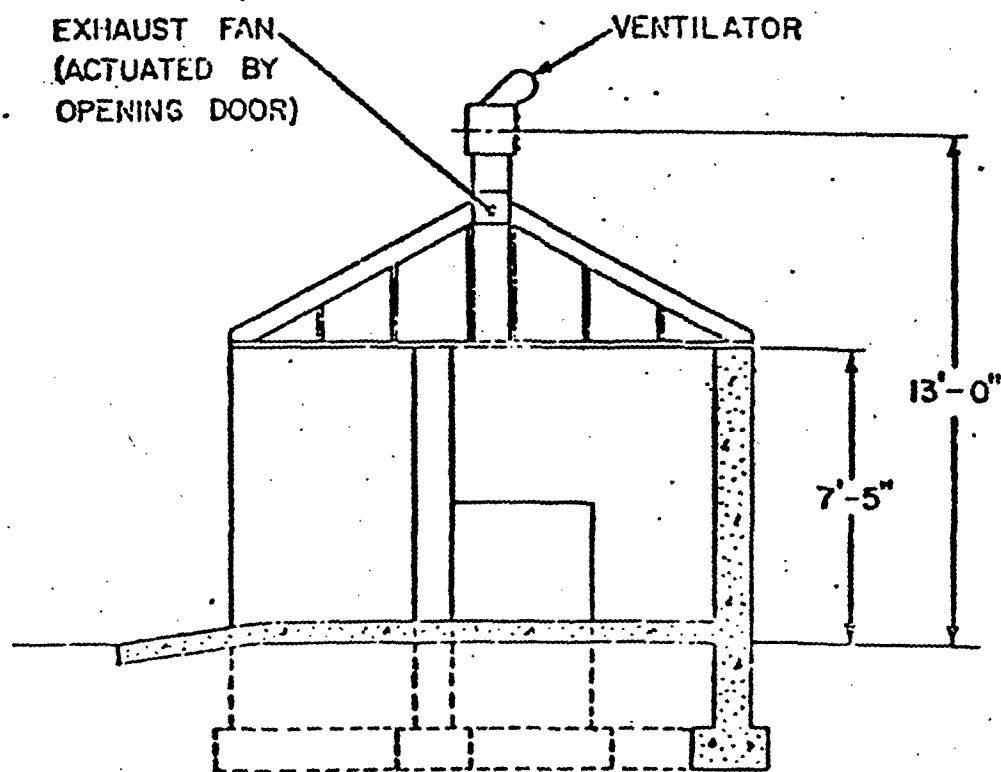 EXHAUST FAN
(ACTUATED BY
OPENING DOOR)
VENTILATOR
13'-0"
7'-5"